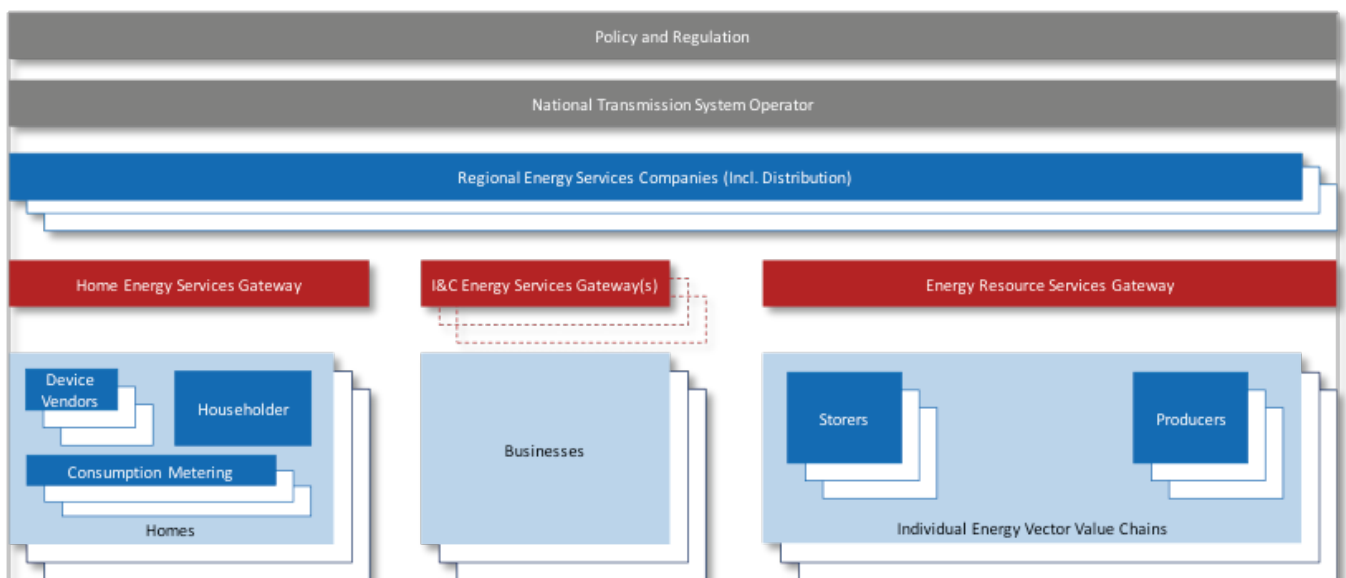 Policy and Regulation
National Transmission System Operator
Regional Energy Services Companies (Incl. Distribution)
Home Energy Services Gateway
I&C Energy Services Gateway(s)
Energy Resource Services Gateway
Device
Vendors
Householder
Consumption Metering
Homes
Businesses
Storers
Producers
Individual Energy Vector Value Chains